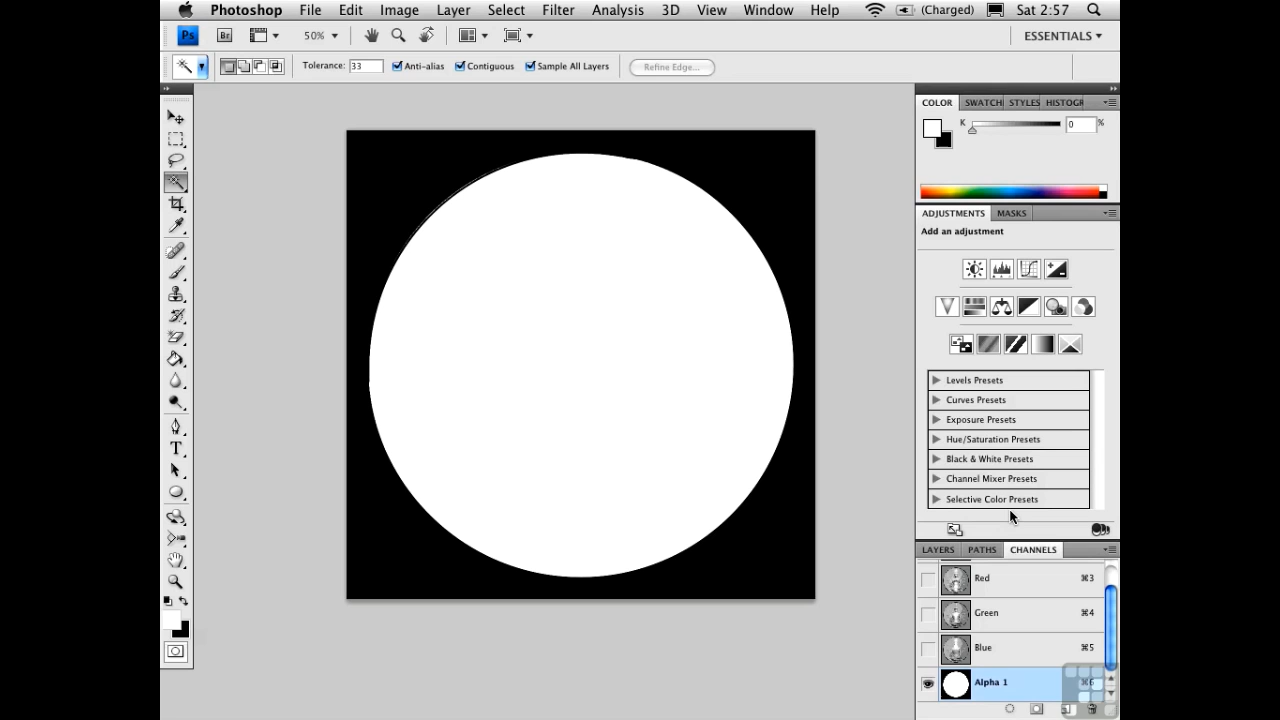 Photoshop File Edit Image Layer Select Filter Analysis 3D View Window Help (Charged) Sat 2:57
Ps Br 50% ESSENTIALS
Tolerance: 33 Anti-alias Contiguous Sample All Layers Refine Edge...
COLOR SWATCH STYLES HISTOGR
K 0 %
ADJUSTMENTS MASKS
Add an adjustment
Levels Presets
Curves Presets
Exposure Presets
Hue/Saturation Presets
Black & White Presets
Channel Mixer Presets
Selective Color Presets
LAYERS PATHS CHANNELS
Red ⌘3
Green ⌘4
Blue ⌘5
Alpha 1 ⌘6